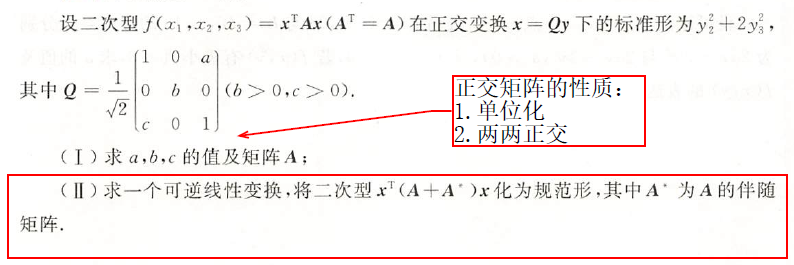 设二次型 f(x₁,x₂,x₃)=xᵀAx(Aᵀ=A)在正交变换 x=Qy 下的标准形为 y₂²+2y₃²,
其中 Q = 1/√2 [1 0 a; 0 b 0; c 0 1] (b>0,c>0).
正交矩阵的性质：
1. 单位化
2. 两两正交
(Ⅰ)求 a,b,c 的值及矩阵 A;
(Ⅱ)求一个可逆线性变换,将二次型 xᵀ(A+A*)x 化为规范形,其中 A* 为 A 的伴随
矩阵.